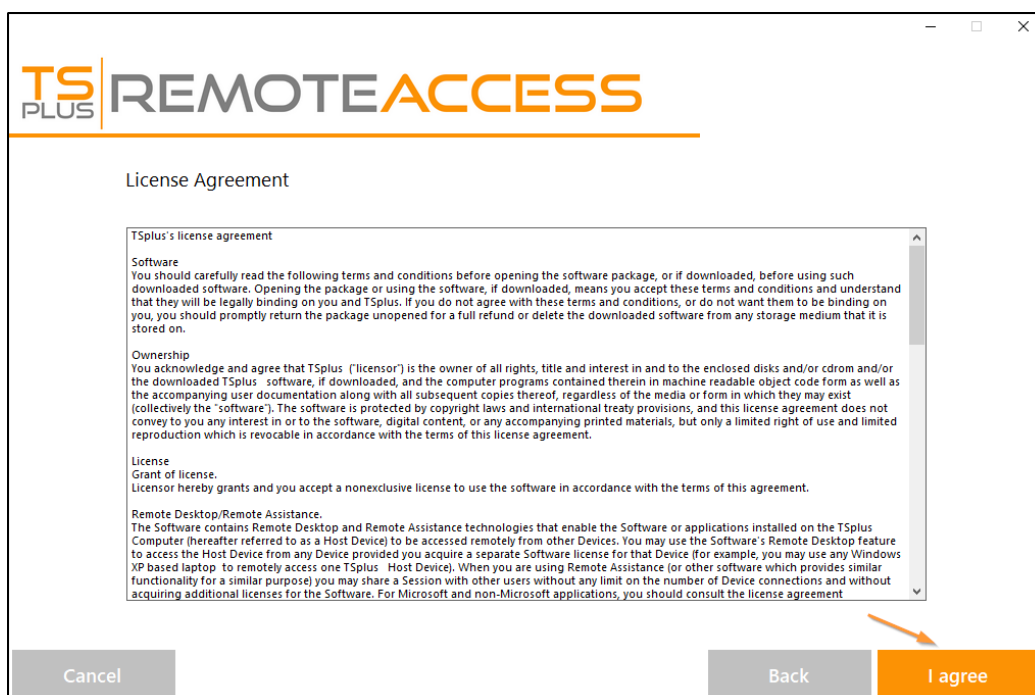 TS PLUS REMOTEACCESS
License Agreement
TSplus's license agreement
Software
You should carefully read the following terms and conditions before opening the software package, or if downloaded, before using such
downloaded software. Opening the package or using the software, if downloaded, means you accept these terms and conditions and understand
that they will be legally binding on you and TSplus. If you do not agree with these terms and conditions, or do not want them to be binding on
you, you should promptly return the package unopened for a full refund or delete the downloaded software from any storage medium that it is
stored on.
Ownership
You acknowledge and agree that TSplus ("licensor") is the owner of all rights, title and interest in and to the enclosed disks and/or cdrom and/or
the downloaded TSplus software, if downloaded, and the computer programs contained therein in machine readable object code form as well as
the accompanying user documentation along with all subsequent copies thereof, regardless of the media or form in which they may exist
(collectively the "software"). The software is protected by copyright laws and international treaty provisions, and this license agreement does not
convey to you any interest in or to the software, digital content, or any accompanying printed materials, but only a limited right of use and limited
reproduction which is revocable in accordance with the terms of this license agreement.
License
Grant of license.
Licensor hereby grants and you accept a nonexclusive license to use the software in accordance with the terms of this agreement.
Remote Desktop/Remote Assistance.
The Software contains Remote Desktop and Remote Assistance technologies that enable the Software or applications installed on the TSplus
Computer (hereafter referred to as a Host Device) to be accessed remotely from other Devices. You may use the Software's Remote Desktop feature
to access the Host Device from any Device provided you acquire a separate Software license for that Device (for example, you may use any Windows
XP based laptop to remotely access one TSplus Host Device). When you are using Remote Assistance (or other software which provides similar
functionality for a similar purpose) you may share a Session with other users without any limit on the number of Device connections and without
acquiring additional licenses for the Software. For Microsoft and non-Microsoft applications, you should consult the license agreement
Cancel
Back
I agree